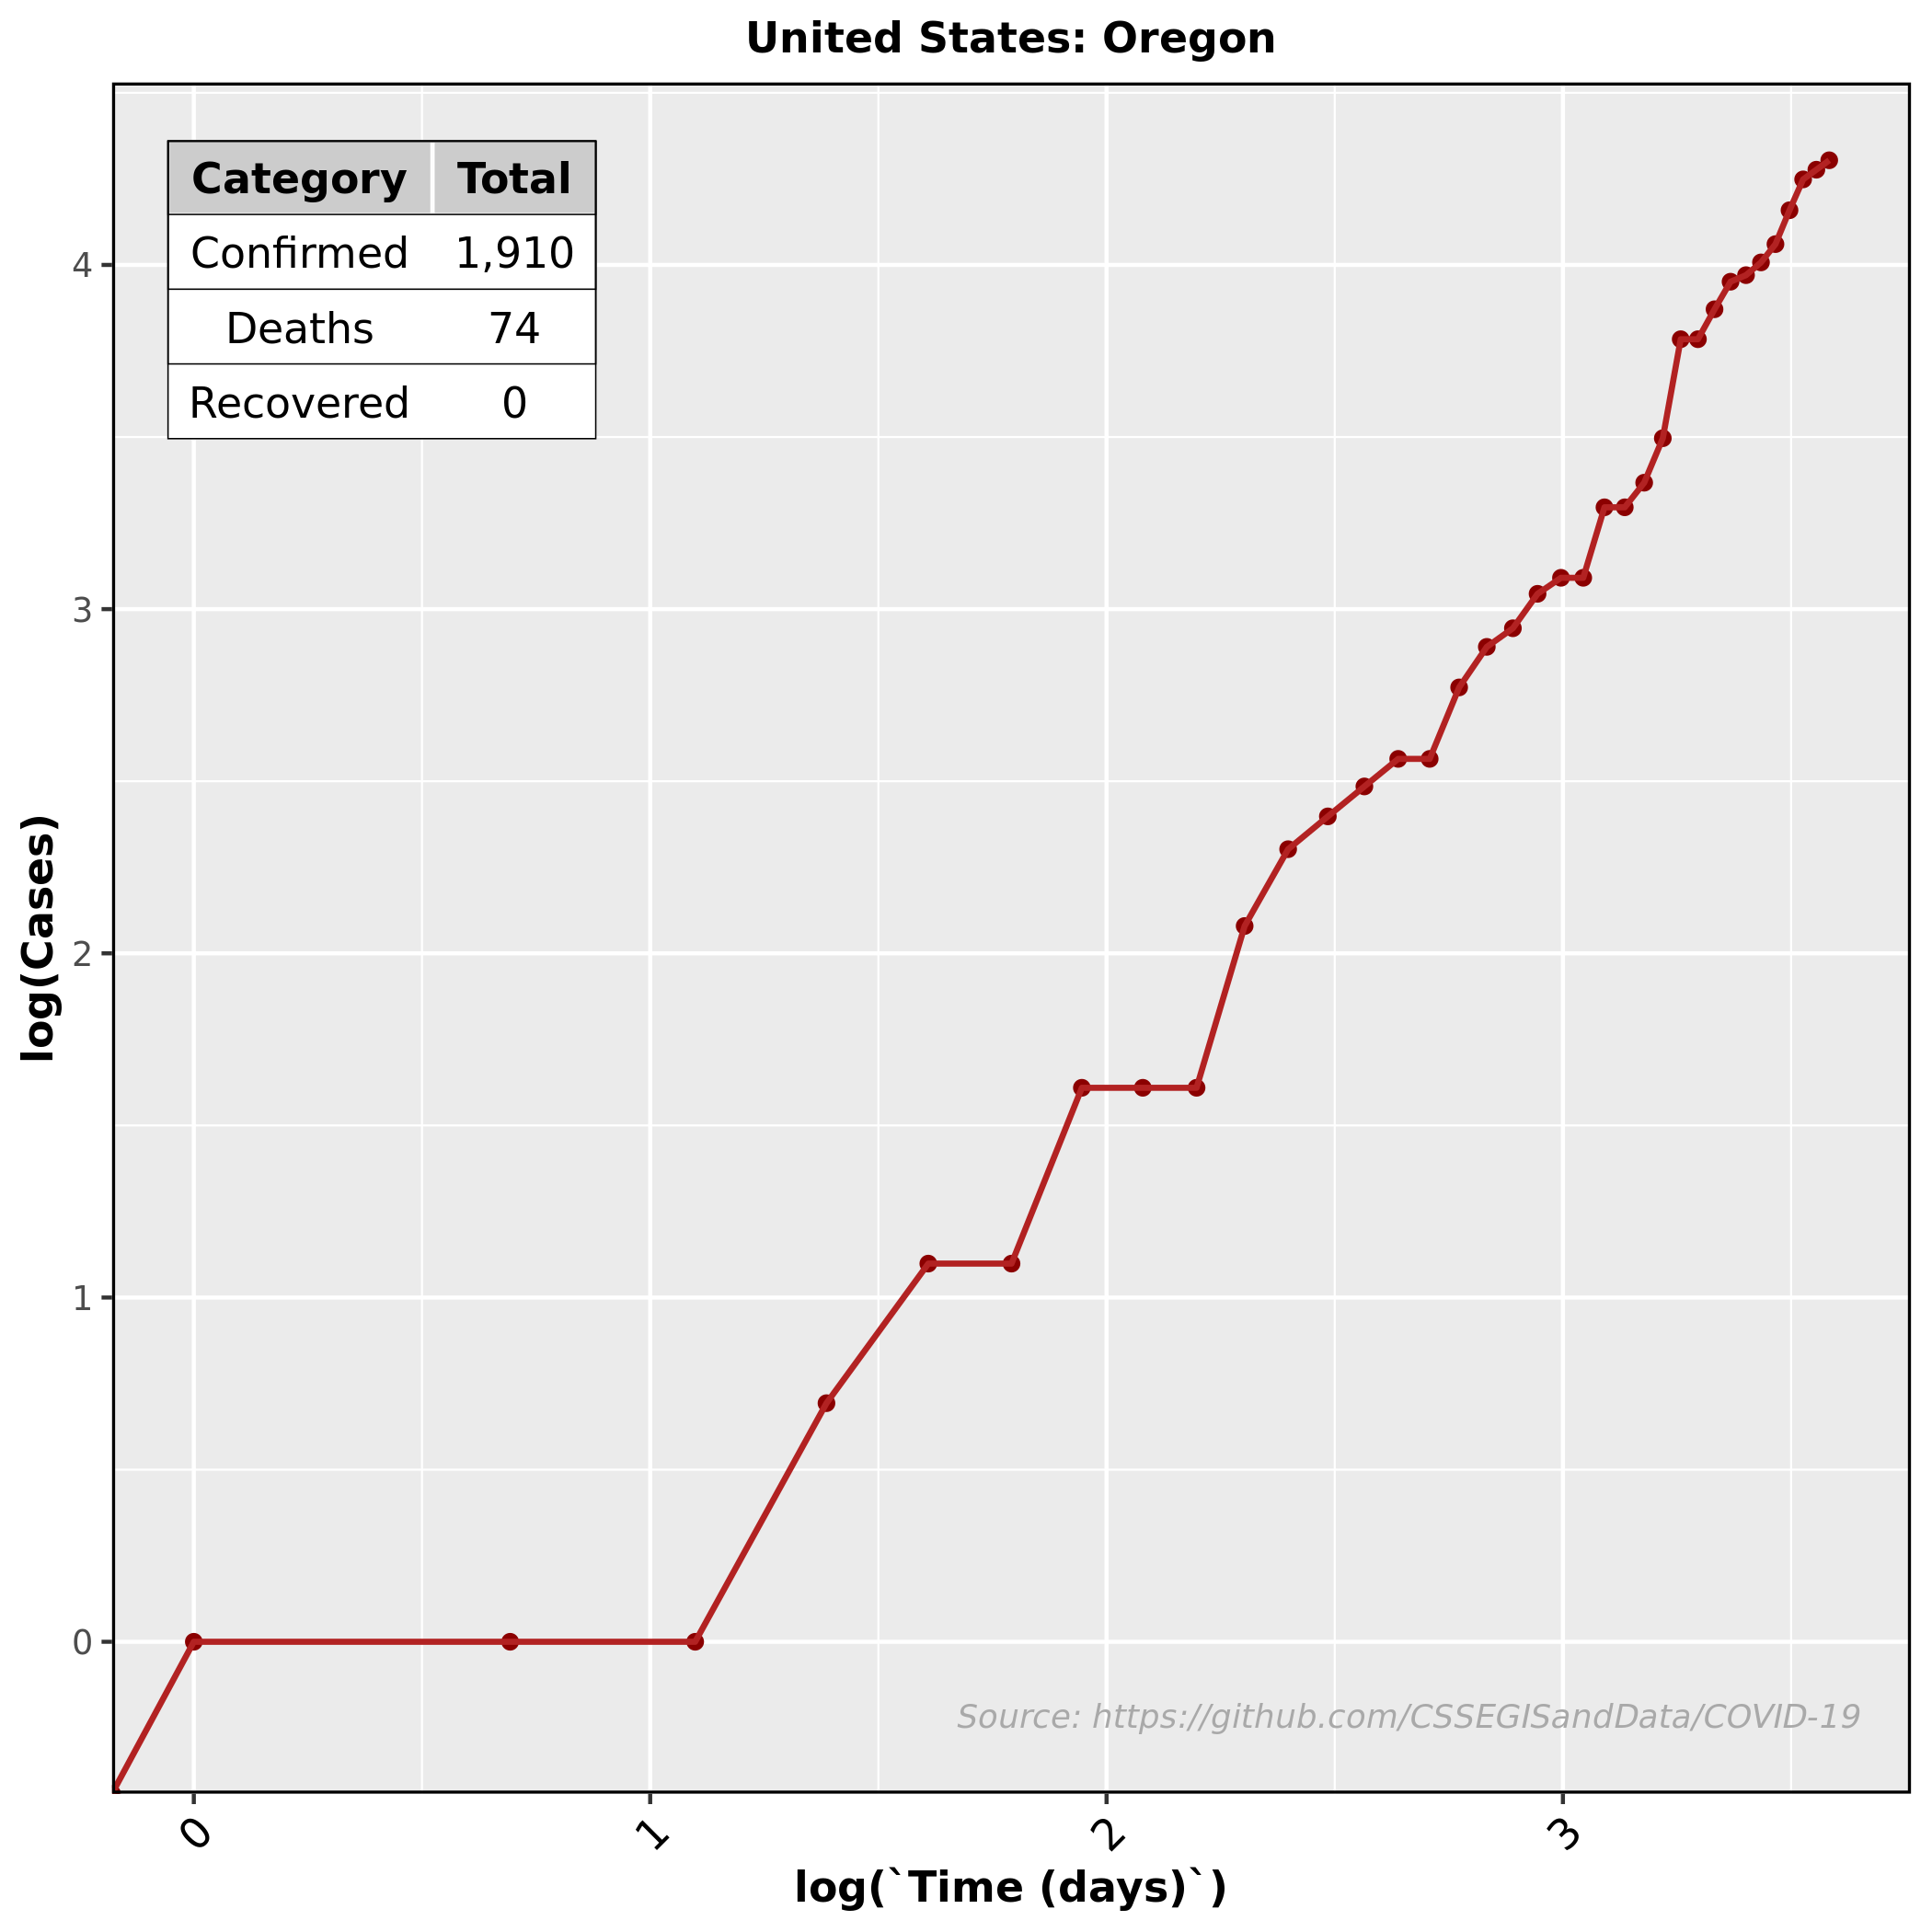 United States: Oregon
Category Total
Confirmed 1,910
Deaths 74
Recovered 0
4
3
2
1
0
log(Cases)
Source: https://github.com/CSSEGISandData/COVID-19
0 1 2 3
log(`Time (days)`)